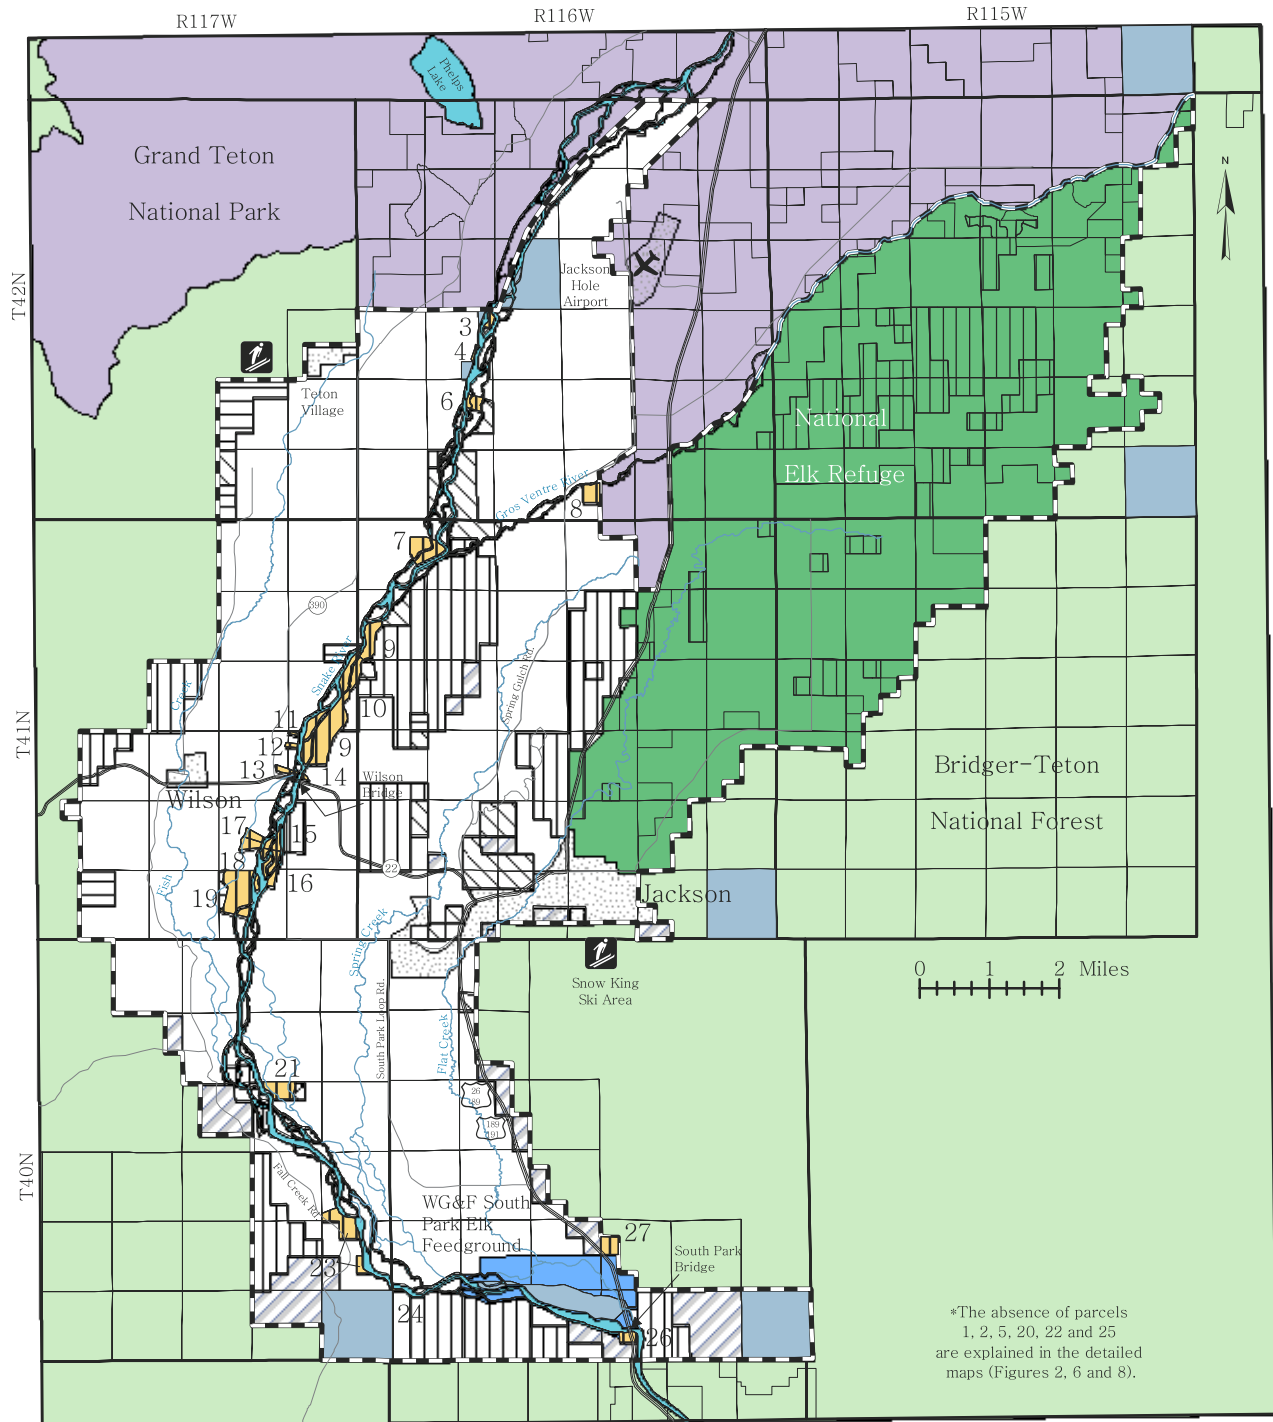 R117W
R116W
R115W
Phelps
Lake
Grand Teton
National Park
N
T42N
Jackson
Hole
Airport
3
4
Teton
Village
6
National
Elk Refuge
Gros Ventre River
8
7
390
9
Snake River
Spring Gulch Rd.
Creek
10
11
12
9
T41N
13
14
Wilson
Bridge
Bridger-Teton
National Forest
Wilson
17
15
22
18
16
Fish
19
Jackson
Spring Creek
0 1 2 Miles
Snow King
Ski Area
South Park Loop Rd.
Flat Creek
21
26
89
189
191
T40N
Fall Creek Rd.
WG&F South
Park Elk
Feedground
27
South Park
Bridge
23
24
26
*The absence of parcels
1, 2, 5, 20, 22 and 25
are explained in the detailed
maps (Figures 2, 6 and 8).